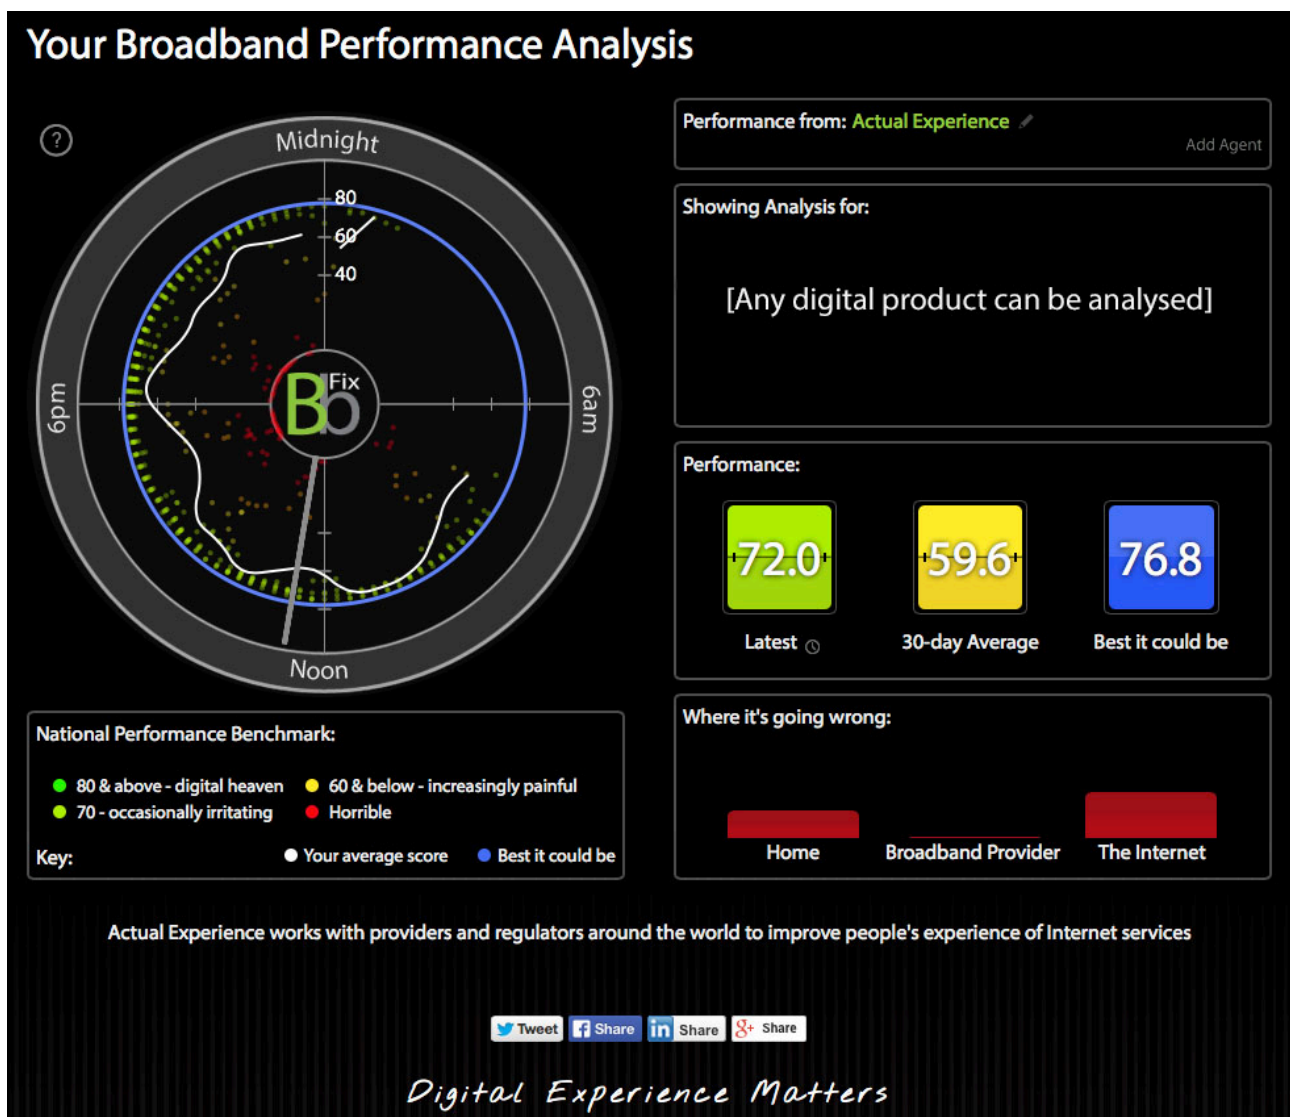 Your Broadband Performance Analysis
?
Midnight
80
60
40
6pm
6am
Noon
B
b
Fix
Performance from: Actual Experience
Add Agent
Showing Analysis for:
[Any digital product can be analysed]
Performance:
72.0
59.6
76.8
Latest
30-day Average
Best it could be
National Performance Benchmark:
80 & above - digital heaven
60 & below - increasingly painful
70 - occasionally irritating
Horrible
Key:
Your average score
Best it could be
Where it's going wrong:
Home
Broadband Provider
The Internet
Actual Experience works with providers and regulators around the world to improve people's experience of Internet services
Tweet
f Share
in Share
g+ Share
Digital Experience Matters